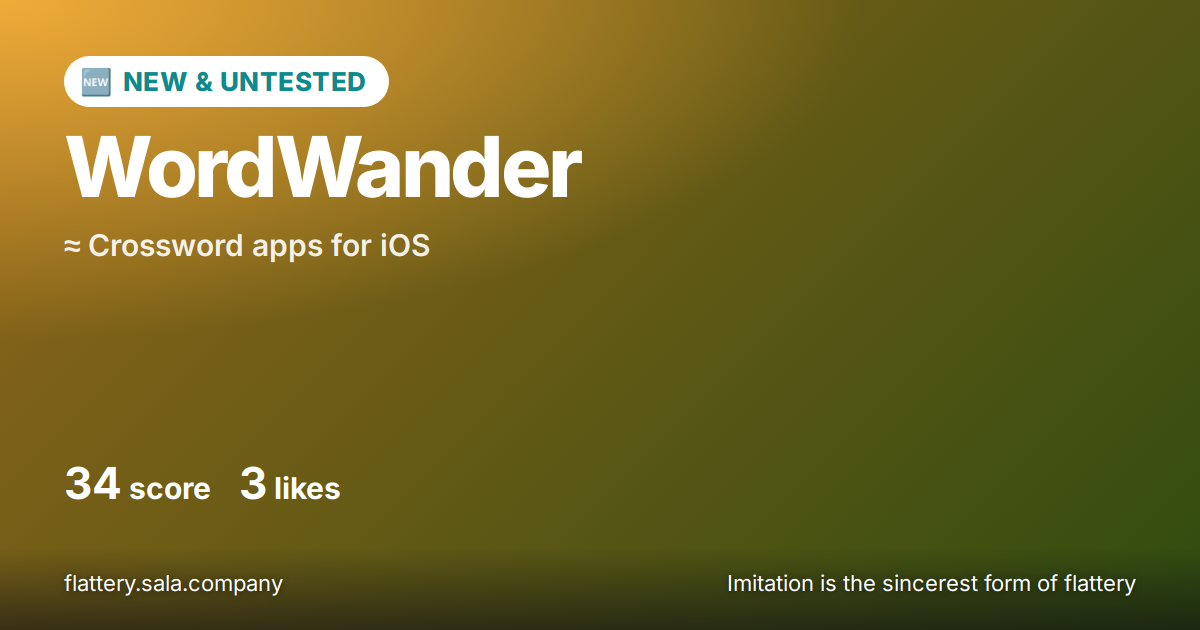 🆕 NEW & UNTESTED
WordWander
≈ Crossword apps for iOS
34 score 3 likes
flattery.sala.company
Imitation is the sincerest form of flattery